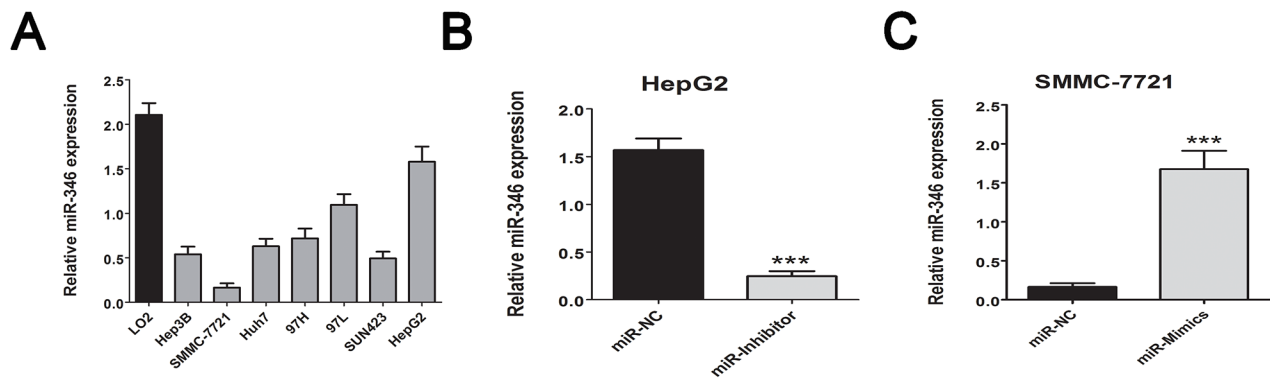 A
Relative miR-346 expression
2.5
2.0
1.5
1.0
0.5
0.0
LO2
Hep3B
SMMC-7721
Huh7
97H
97L
SUN423
HepG2
B
HepG2
Relative miR-346 expression
2.0
1.5
1.0
0.5
0.0
***
miR-NC
miR-Inhibitor
C
SMMC-7721
Relative miR-346 expression
2.5
2.0
1.5
1.0
0.5
0.0
***
miR-NC
miR-Mimics